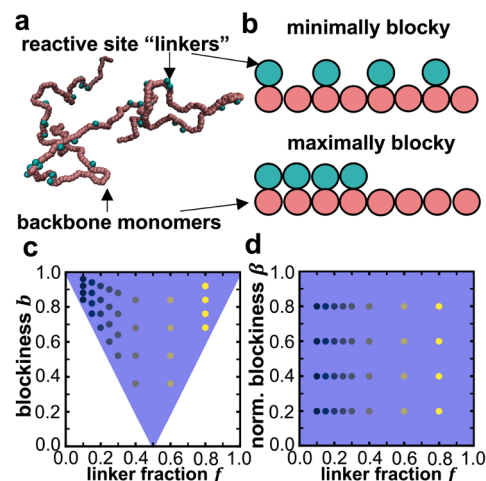 a
reactive site "linkers"
backbone monomers
b
minimally blocky
maximally blocky
c
1.0
0.8
0.6
0.4
0.2
0.0
blockiness b
0.0 0.2 0.4 0.6 0.8 1.0
linker fraction f
d
1.0
0.8
0.6
0.4
0.2
0.0
norm. blockiness β
0.0 0.2 0.4 0.6 0.8 1.0
linker fraction f